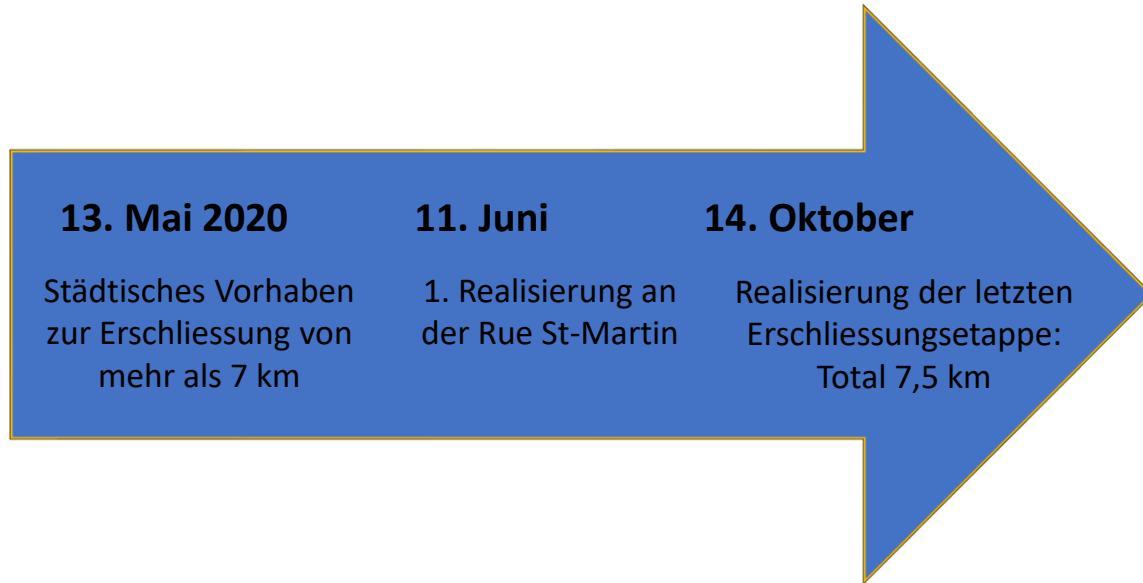 13. Mai 2020
Städtisches Vorhaben
zur Erschliessung von
mehr als 7 km
11. Juni
1. Realisierung an
der Rue St-Martin
14. Oktober
Realisierung der letzten
Erschliessungsetappe:
Total 7,5 km